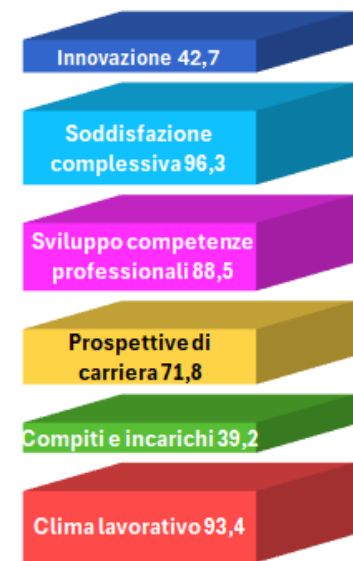 Innovazione 42,7
Soddisfazione
complessiva 96,3
Sviluppo competenze
professionali 88,5
Prospettive di
carriera 71,8
Compiti e incarichi 39,2
Clima lavorativo 93,4